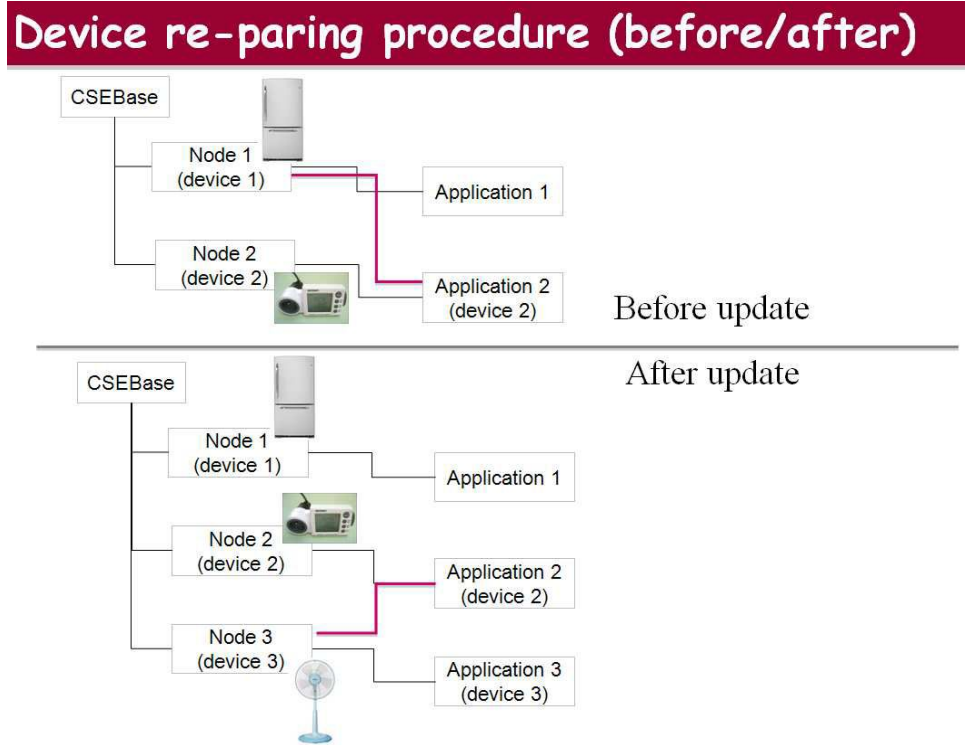 Device re-paring procedure (before/after)
CSEBase
Node 1
(device 1)
Application 1
Node 2
(device 2)
Application 2
(device 2)
Before update
After update
CSEBase
Node 1
(device 1)
Application 1
Node 2
(device 2)
Application 2
(device 2)
Node 3
(device 3)
Application 3
(device 3)